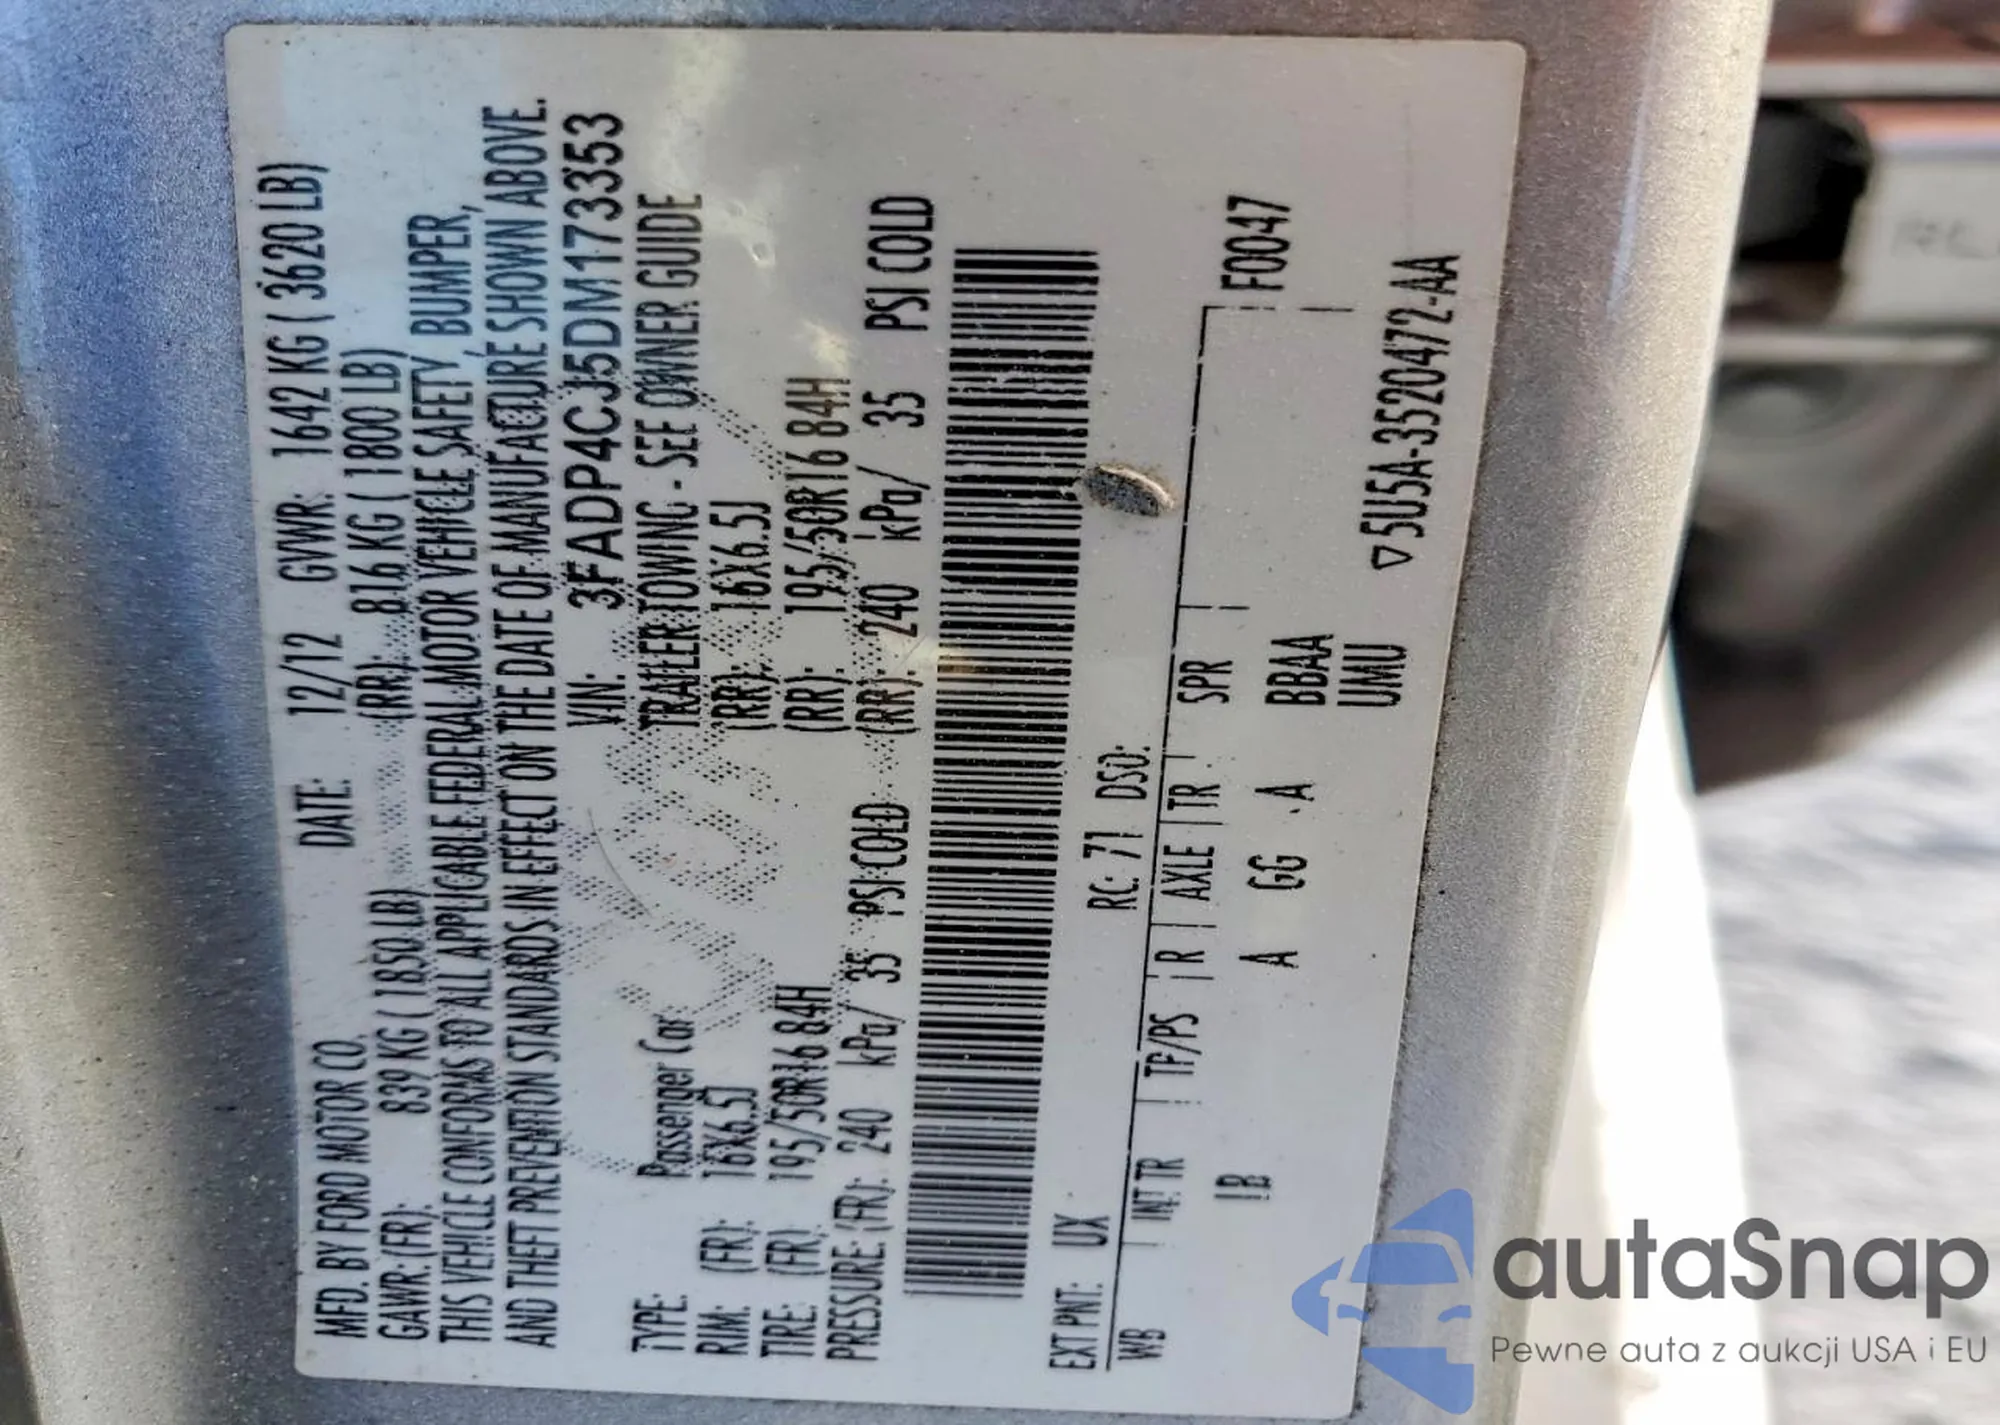 MFD. BY FORD MOTOR CO. DATE: 12/12 GVWR: 1642 KG ( 3620 LB)
GAWR: (FR): 839 KG ( 1850 LB) (RR): 816 KG ( 1800 LB)
THIS VEHICLE CONFORMS TO ALL APPLICABLE FEDERAL MOTOR VEHICLE SAFETY, BUMPER,
AND THEFT PREVENTION STANDARDS IN EFFECT ON THE DATE OF MANUFACTURE SHOWN ABOVE.
VIN: 3FADP4CJ5DM173353
TYPE: Passenger Car TRAILER TOWING - SEE OWNER GUIDE
RIM: (FR): 16X6.5J (RR): 16X6.5J
TIRE: (FR) 195/50R16 84H (RR): 195/50R16 84H
PRESSURE (FR): 240 kPa/ 35 PSI COLD (RR): 240 kPa/ 35 PSI COLD
EXT PNT: UX RC: 71 DSO:
WB INT TR TP/PS R AXLE TR SPR F0047
IB A GG A BBAA
UMU
5U5A-3520472-AA
autaSnap
Pewne auta z aukcji USA i EU